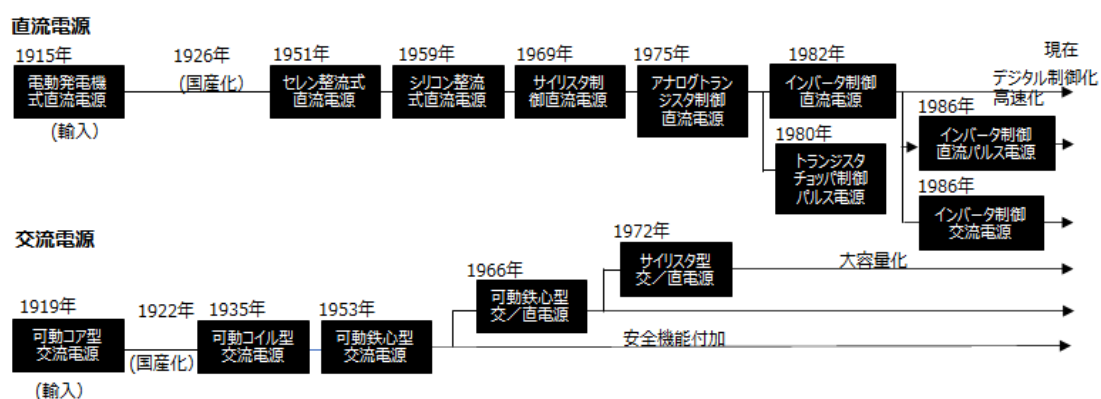 直流電源
1915年
電動発電機
式直流電源
(輸入)
1926年
(国産化)
1951年
セレン整流式
直流電源
1959年
シリコン整流
式直流電源
1969年
サイリスタ制
御直流電源
1975年
アナログトラン
ジスタ制御
直流電源
1982年
インバータ制御
直流電源
1980年
トランジスタ
チョッパ制御
パルス電源
現在
デジタル制御化
高速化
1986年
インバータ制御
直流パルス電源
1986年
インバータ制御
交流電源
交流電源
1919年
可動コア型
交流電源
(輸入)
1922年
(国産化)
1935年
可動コイル型
交流電源
1953年
可動鉄心型
交流電源
1966年
可動鉄心型
交／直電源
1972年
サイリスタ型
交／直電源
大容量化
安全機能付加